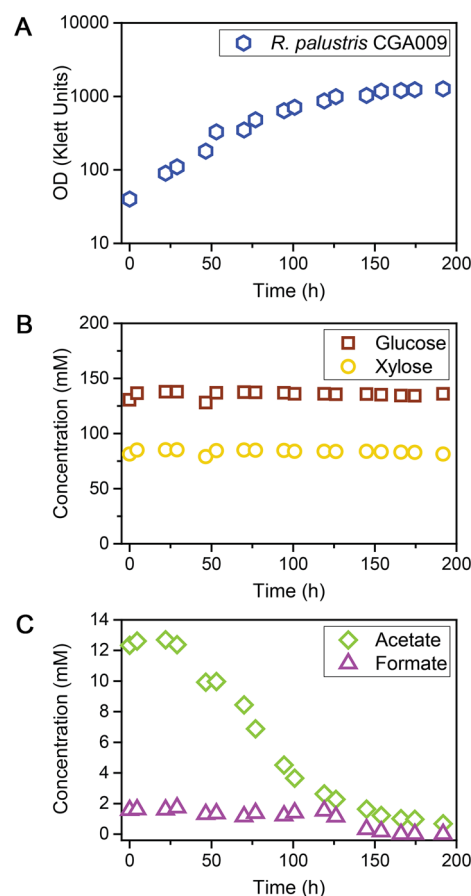 A
10000
1000
100
10
OD (Klett Units)
R. palustris CGA009
0 50 100 150 200
Time (h)
B
200
150
100
50
0
Concentration (mM)
Glucose
Xylose
0 50 100 150 200
Time (h)
C
14
12
10
8
6
4
2
0
Concentration (mM)
Acetate
Formate
0 50 100 150 200
Time (h)